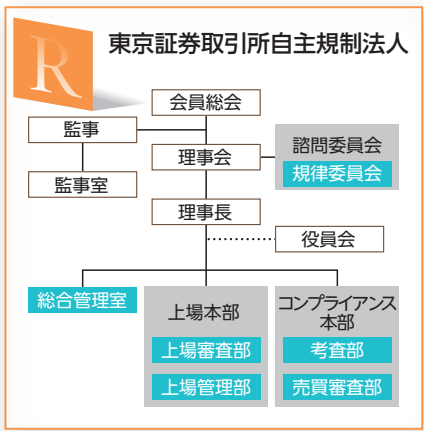 R
東京証券取引所自主規制法人
会員総会
監事
理事会
諮問委員会
規律委員会
監事室
理事長
役員会
総合管理室
上場本部
上場審査部
上場管理部
コンプライアンス
本部
考査部
売買審査部